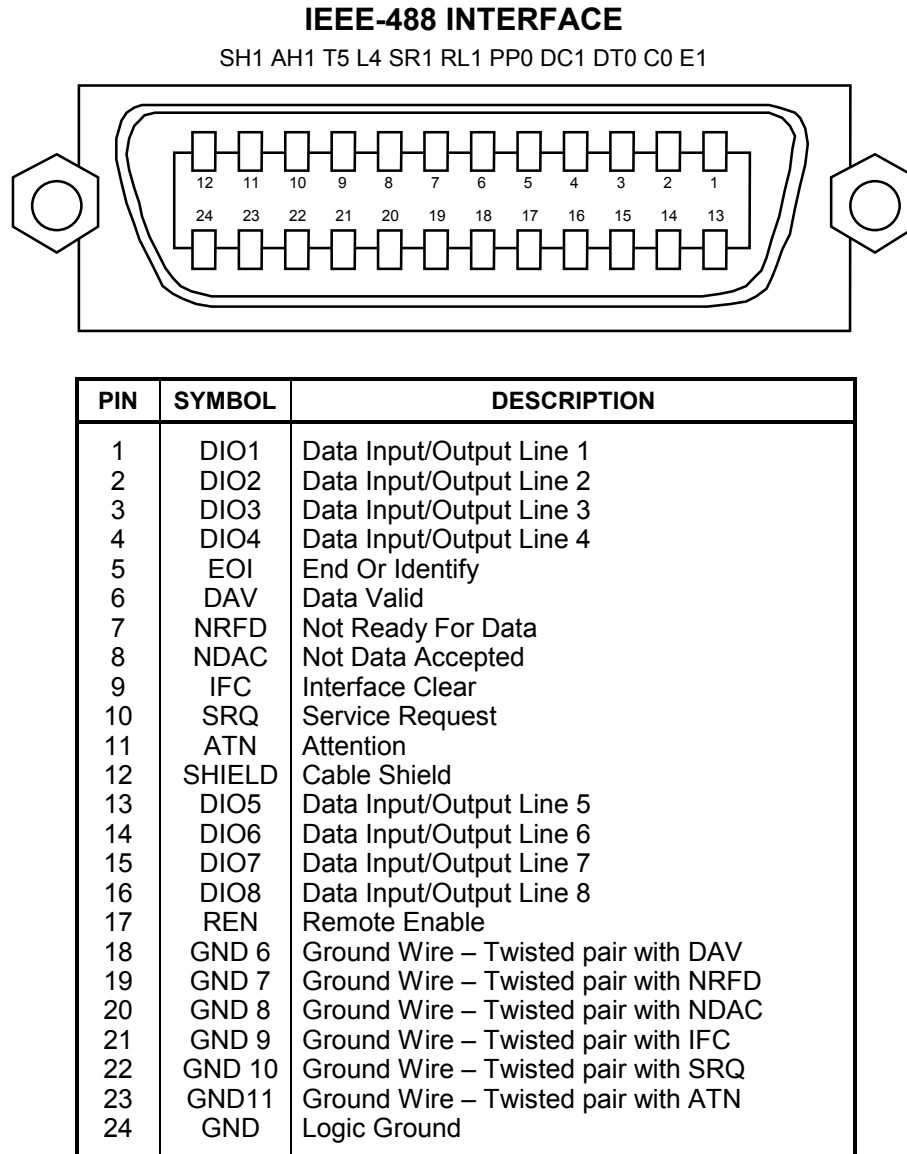 IEEE-488 INTERFACE
SH1 AH1 T5 L4 SR1 RL1 PP0 DC1 DT0 C0 E1
12 11 10 9 8 7 6 5 4 3 2 1
24 23 22 21 20 19 18 17 16 15 14 13
PIN SYMBOL DESCRIPTION
1 DIO1 Data Input/Output Line 1
2 DIO2 Data Input/Output Line 2
3 DIO3 Data Input/Output Line 3
4 DIO4 Data Input/Output Line 4
5 EOI End Or Identify
6 DAV Data Valid
7 NRFD Not Ready For Data
8 NDAC Not Data Accepted
9 IFC Interface Clear
10 SRQ Service Request
11 ATN Attention
12 SHIELD Cable Shield
13 DIO5 Data Input/Output Line 5
14 DIO6 Data Input/Output Line 6
15 DIO7 Data Input/Output Line 7
16 DIO8 Data Input/Output Line 8
17 REN Remote Enable
18 GND 6 Ground Wire – Twisted pair with DAV
19 GND 7 Ground Wire – Twisted pair with NRFD
20 GND 8 Ground Wire – Twisted pair with NDAC
21 GND 9 Ground Wire – Twisted pair with IFC
22 GND 10 Ground Wire – Twisted pair with SRQ
23 GND11 Ground Wire – Twisted pair with ATN
24 GND Logic Ground